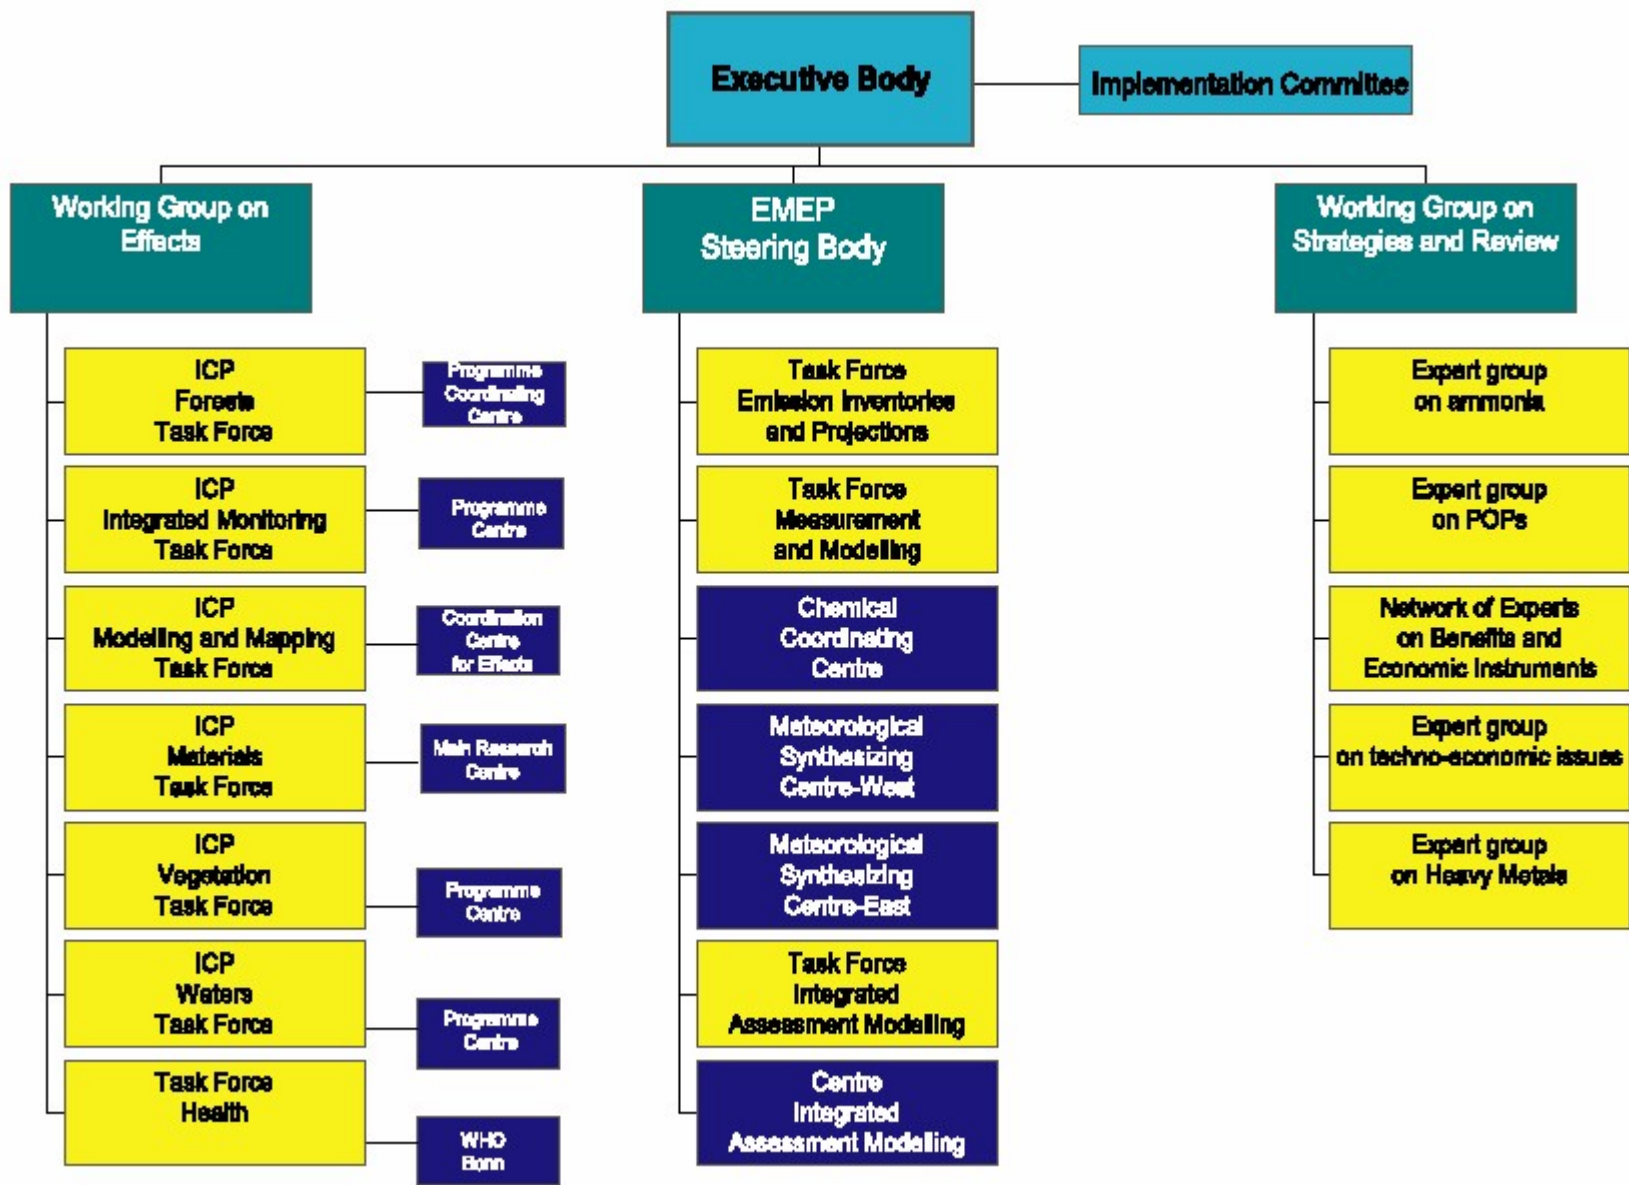 Executive Body
Implementation Committee
Working Group on
Effects
EMEP
Steering Body
Working Group on
Strategies and Review
ICP
Forests
Task Force
Programme
Coordinating
Centre
ICP
Integrated Monitoring
Task Force
Programme
Centre
ICP
Modelling and Mapping
Task Force
Coordination
Centre
for Effects
ICP
Materials
Task Force
Main Research
Centre
ICP
Vegetation
Task Force
Programme
Centre
ICP
Waters
Task Force
Programme
Centre
Task Force
Health
WHO
Bonn
Task Force
Emission Inventories
and Projections
Task Force
Measurement
and Modelling
Chemical
Coordinating
Centre
Meteorological
Synthesizing
Centre-West
Meteorological
Synthesizing
Centre-East
Task Force
Integrated
Assessment Modelling
Centre
Integrated
Assessment Modelling
Expert group
on ammonia
Expert group
on POPs
Network of Experts
on Benefits and
Economic Instruments
Expert group
on techno-economic issues
Expert group
on Heavy Metals